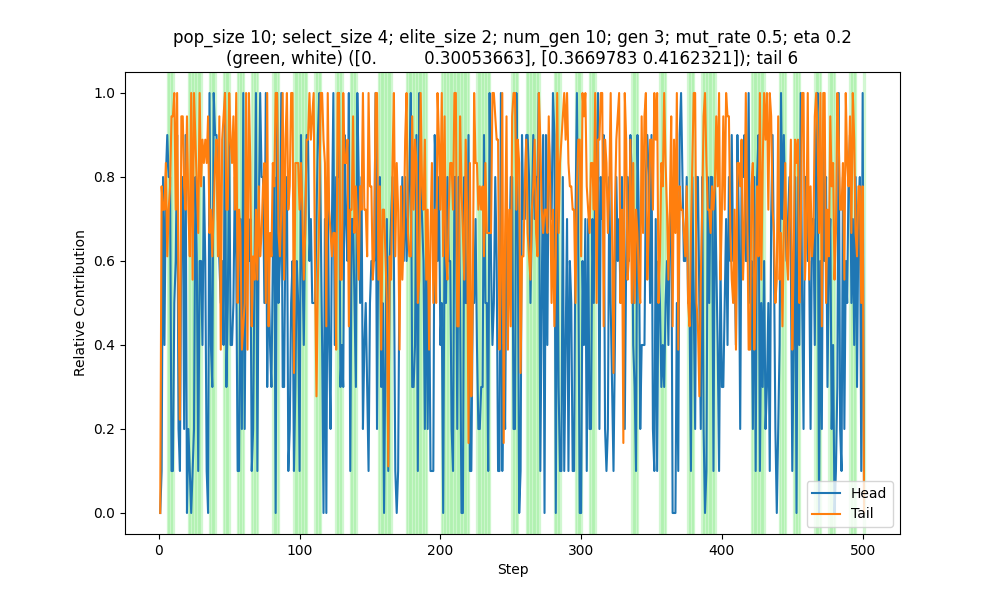 pop_size 10; select_size 4; elite_size 2; num_gen 10; gen 3; mut_rate 0.5; eta 0.2
(green, white) ([0.         0.30053663], [0.3669783 0.4162321]); tail 6
1.0
0.8
0.6
0.4
0.2
0.0
Relative Contribution
0 100 200 300 400 500
Step
Head
Tail